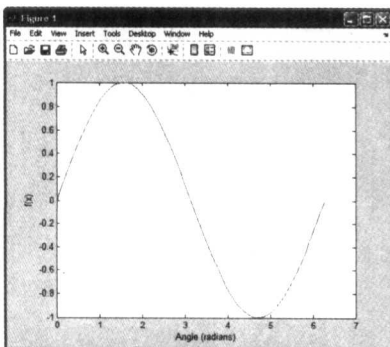 Figure 1
File Edit View Insert Tools Desktop Window Help
1
0.8
0.6
0.4
0.2
0
-0.2
-0.4
-0.6
-0.8
-1
f(x)
0 1 2 3 4 5 6 7
Angle (radians)